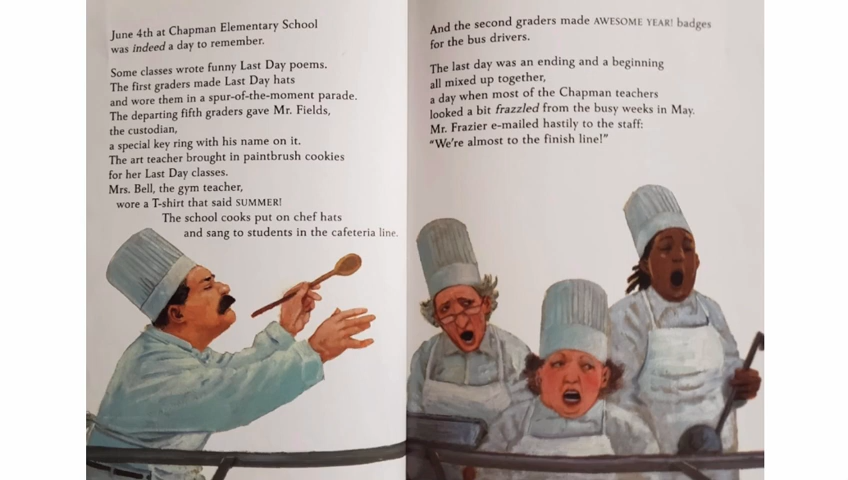 June 4th at Chapman Elementary School
was indeed a day to remember.
Some classes wrote funny Last Day poems.
The first graders made Last Day hats
and wore them in a spur-of-the-moment parade.
The departing fifth graders gave Mr. Fields,
the custodian,
a special key ring with his name on it.
The art teacher brought in paintbrush cookies
for her Last Day classes.
Mrs. Bell, the gym teacher,
wore a T-shirt that said SUMMER!
The school cooks put on chef hats
and sang to students in the cafeteria line.
And the second graders made AWESOME YEAR! badges
for the bus drivers.
The last day was an ending and a beginning
all mixed up together,
a day when most of the Chapman teachers
looked a bit frazzled from the busy weeks in May.
Mr. Frazier e-mailed hastily to the staff:
"We're almost to the finish line!"